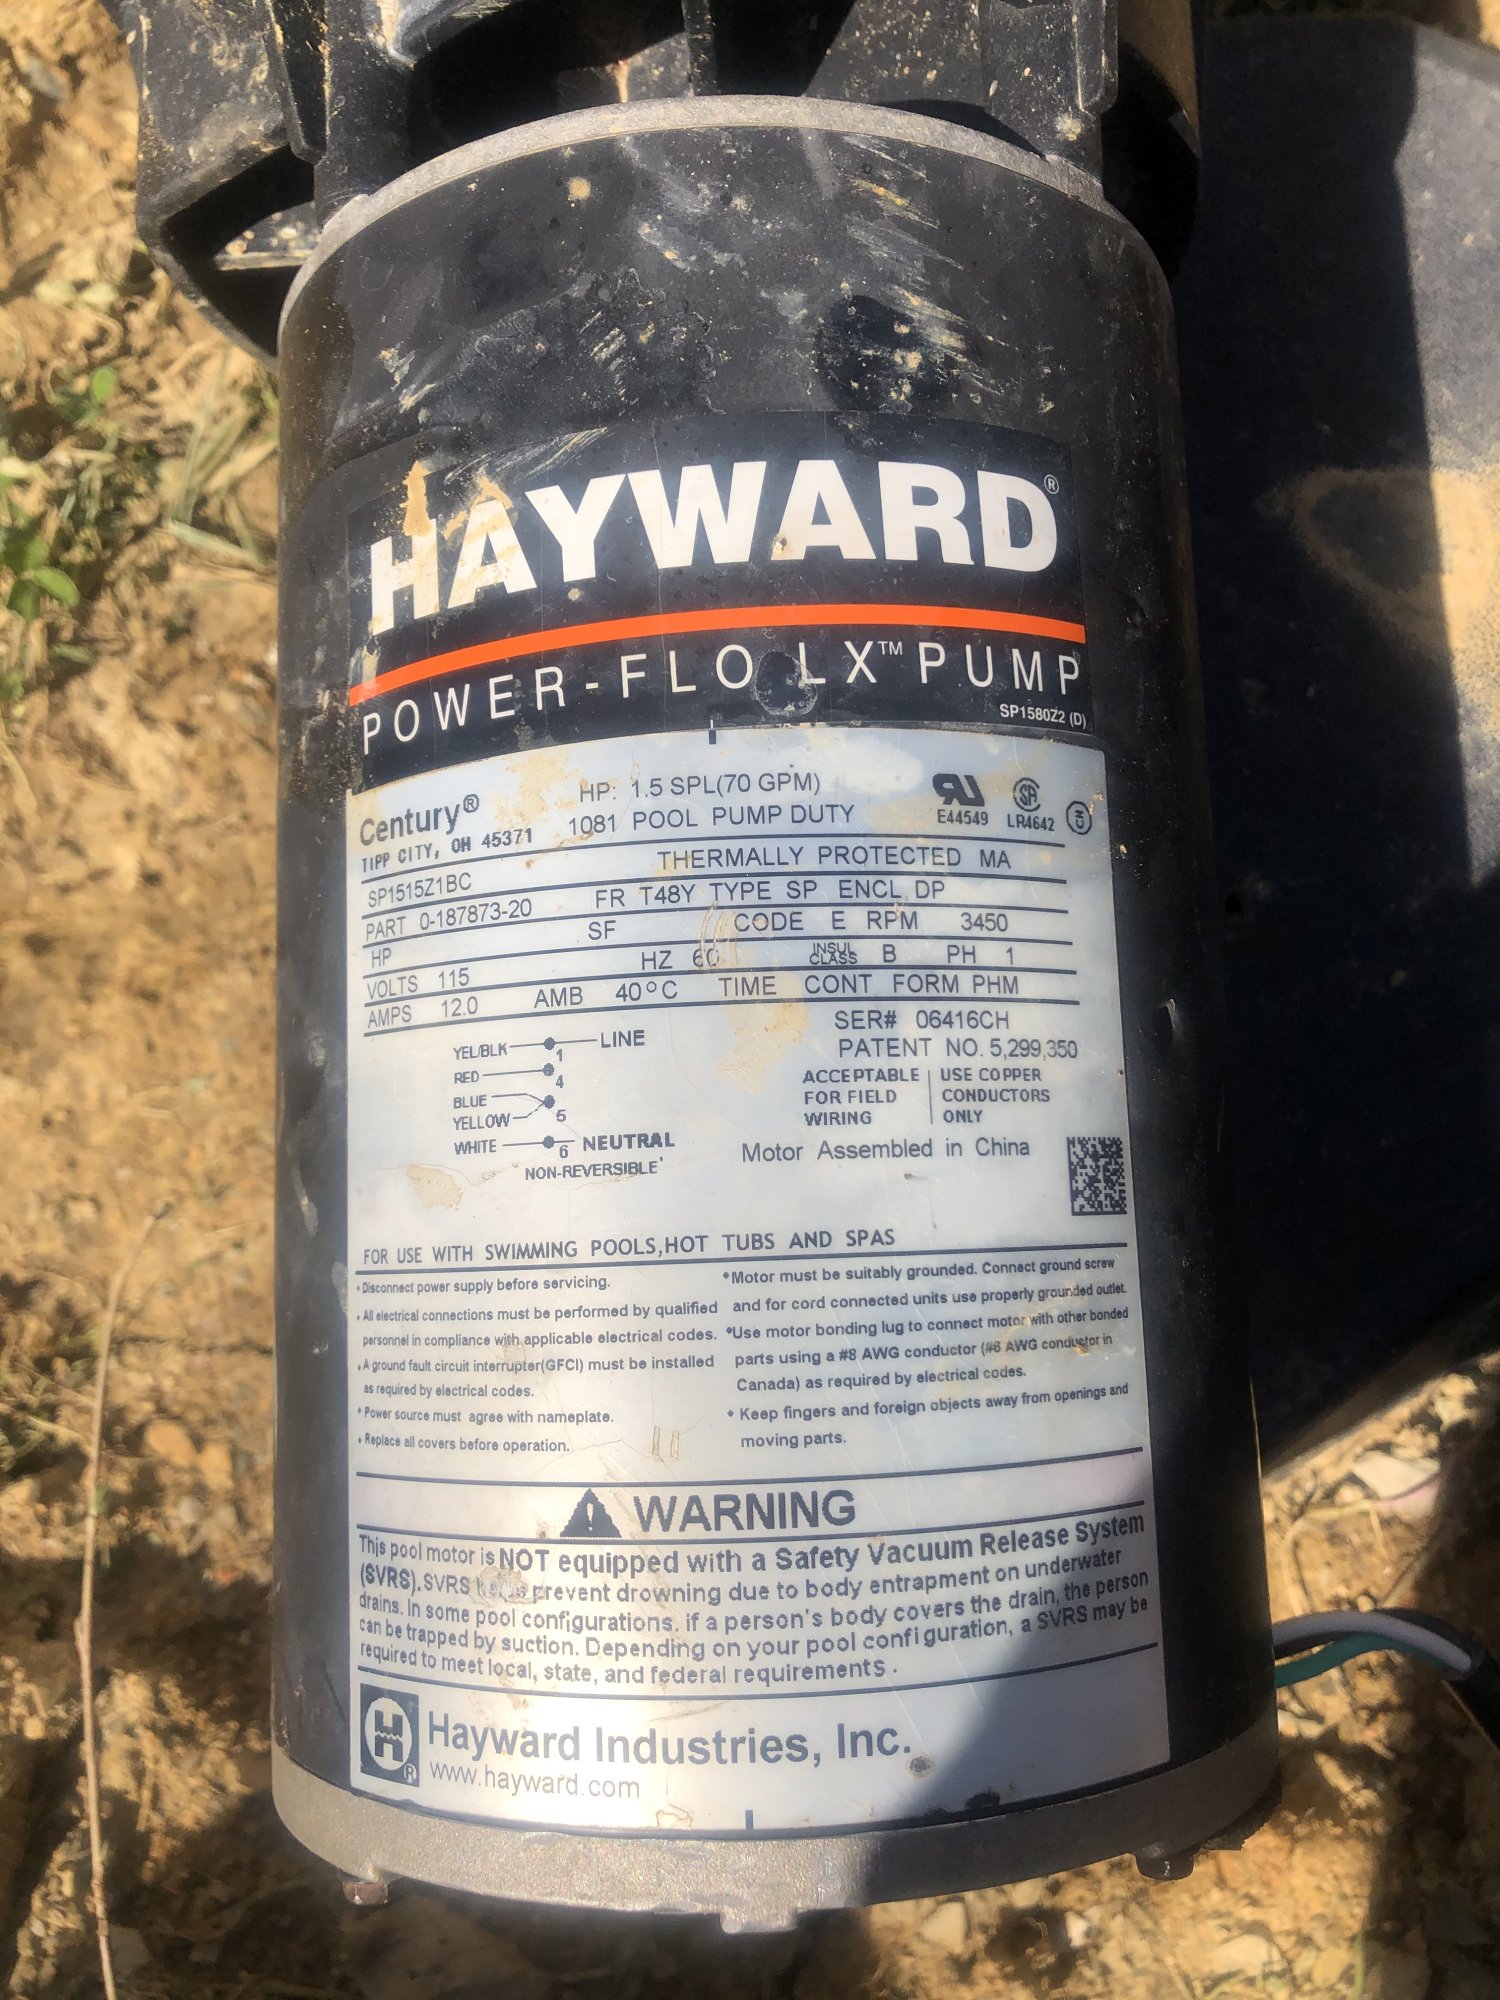 HAYWARD®
POWER-FLO LX™ PUMP
SP1580Z2 (D)
Century®
TIPP CITY, OH 45371
HP: 1.5 SPL(70 GPM)
1081 POOL PUMP DUTY
E44549 LR4642
SP1515Z1BC THERMALLY PROTECTED MA
PART 0-187873-20 FR T48Y TYPE SP ENCL DP
HP SF CODE E RPM 3450
VOLTS 115 HZ 60 INSUL CLASS B PH 1
AMPS 12.0 AMB 40°C TIME CONT FORM PHM
SER# 06416CH
PATENT NO. 5,299,350
YEL/BLK 1 LINE
RED 4
BLUE
YELLOW 5
WHITE 6 NEUTRAL
NON-REVERSIBLE
ACCEPTABLE FOR FIELD WIRING
USE COPPER CONDUCTORS ONLY
Motor Assembled in China
FOR USE WITH SWIMMING POOLS,HOT TUBS AND SPAS
• Disconnect power supply before servicing.
• All electrical connections must be performed by qualified
personnel in compliance with applicable electrical codes.
• A ground fault circuit interrupter(GFCI) must be installed
as required by electrical codes.
• Power source must agree with nameplate.
• Replace all covers before operation.
• Motor must be suitably grounded. Connect ground screw
and for cord connected units use properly grounded outlet.
• Use motor bonding lug to connect motor with other bonded
parts using a #8 AWG conductor (#6 AWG conductor in
Canada) as required by electrical codes.
• Keep fingers and foreign objects away from openings and
moving parts.
WARNING
This pool motor is NOT equipped with a Safety Vacuum Release System
(SVRS). SVRS prevent drowning due to body entrapment on underwater
drains. In some pool configurations. if a person's body covers the drain, the person
can be trapped by suction. Depending on your pool configuration, a SVRS may be
required to meet local, state, and federal requirements.
H®
Hayward Industries, Inc.
www.hayward.com